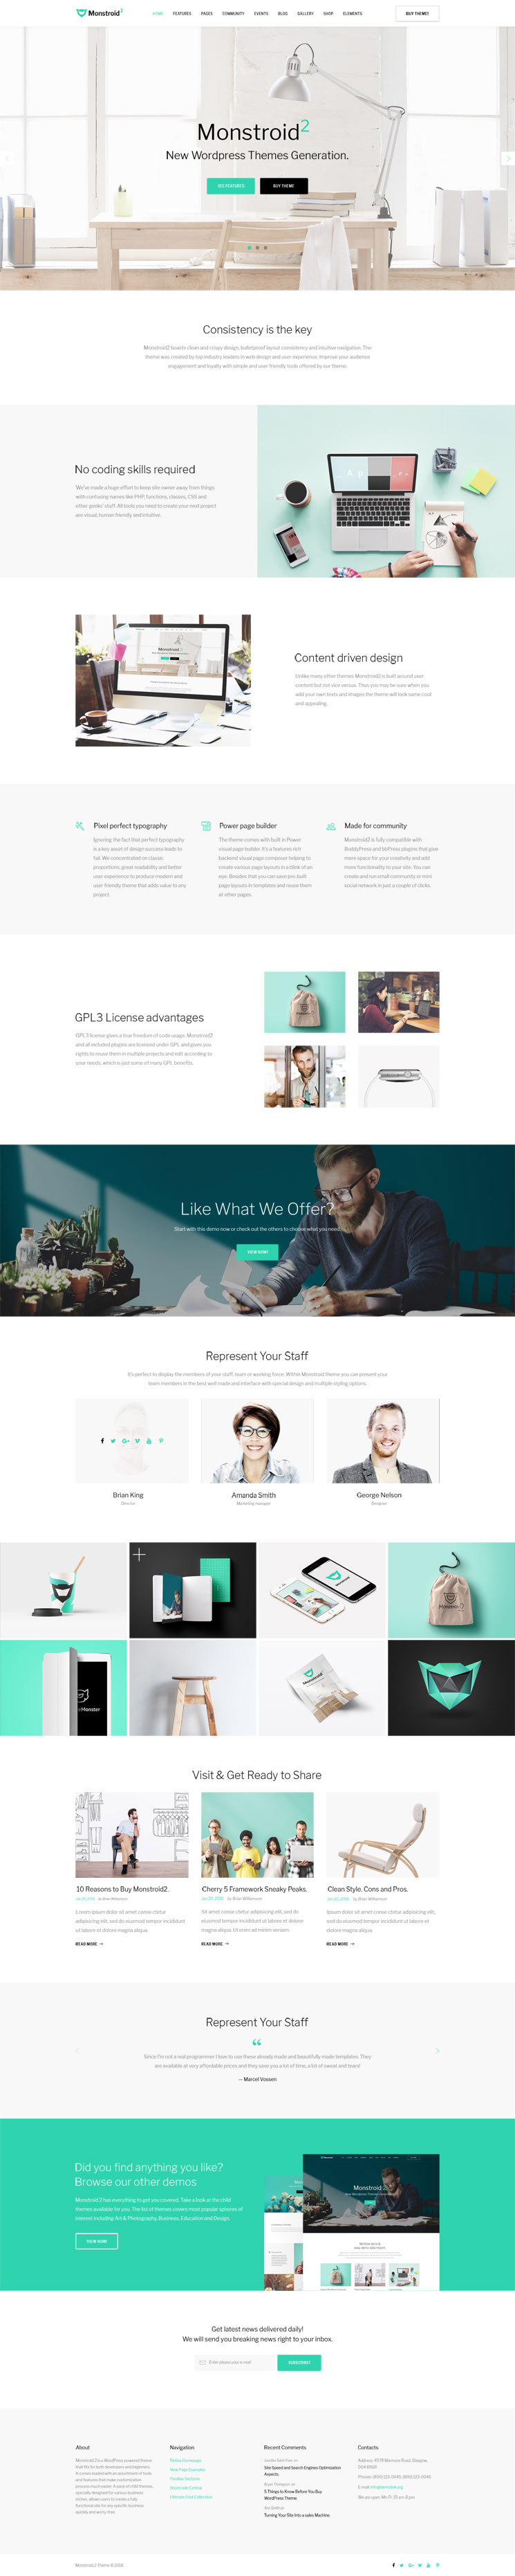 Monstroid2
HOME FEATURES PAGES COMMUNITY EVENTS BLOG GALLERY SHOP ELEMENTS
BUY THEME!
Monstroid2
New Wordpress Themes Generation.
SEE FEATURES
BUY THEME
Consistency is the key
Monstroid2 boasts clean and crispy design, bulletproof layout consistency and intuitive navigation. The
theme was created by top industry leaders in web design and user experience. Improve your audience
engagement and loyalty with simple and user friendly tools offered by our theme.
No coding skills required
We've made a huge effort to keep site owner away from things
with confusing names like PHP, functions, classes, CSS and
other geeks' stuff. All tools you need to create your next project
are visual, human friendly and intuitive.
Content driven design
Unlike many other themes Monstroid2 is built around user
content but not vice versus. Thus you may be sure when you
add your own texts and images the theme will look same cool
and appealing.
Pixel perfect typography
Ignoring the fact that perfect typography
is a key asset of design success leads to
fail. We concentrated on classic
proportions, great readability and better
user experience to produce modern and
user friendly theme that adds value to any
project.
Power page builder
The theme comes with built in Power
visual page builder. It's a features rich
backend visual page composer helping to
create various page layouts in a blink of an
eye. Besides that you can save pre-built
page layouts in templates and reuse them
at other pages.
Made for community
Monstroid2 is fully compatible with
BuddyPress and bbPress plugins that give
more space for your creativity and add
more functionality to your site. You can
create and run small community or mini
social network in just a couple of clicks.
GPL3 License advantages
GPL3 license gives a true freedom of code usage. Monstroid2
and all included plugins are licensed under GPL and gives you
rights to reuse them in multiple projects and edit according to
your needs, which is just some of many GPL benefits.
Like What We Offer?
Start with this demo now or check out the others to choose what you need.
VIEW NOW!
Represent Your Staff
It's perfect to display the members of your staff, team or working force. Within Monstroid theme you can present your
team members in the best well made and interface with special design and multiple styling options.
Brian King
Director
Amanda Smith
Marketing manager
George Nelson
Designer
Monstroid2
Monster
Monstroid
Visit & Get Ready to Share
10 Reasons to Buy Monstroid2.
Jan 20, 2016 by Brian Williamson
Lorem ipsum dolor sit amet conse ctetur
adipisicing elit, sed do eiusmod tempor incididunt
ut labore et dolore magna aliqua.
READ MORE →
Cherry 5 Framework Sneaky Peaks.
Jan 20, 2016 by Brian Williamson
Sit amet conse ctetur adipisicing elit, sed do
eiusmod tempor incididunt ut labore et dolore
magna aliqua. Ut enim ad minim veniam.
READ MORE →
Clean Style, Cons and Pros.
Jan 20, 2016 by Brian Williamson
Ipsum dolor sit amet conse ctetur adipisicing elit,
sed do eiusmod tempor incididunt ut labore et
dolore magna aliqua.
READ MORE →
Represent Your Staff
Since I'm not a real programmer I love to use these already made and beautifully made templates. They
are available at very affordable prices and they save you a lot of time, a bit of sweat and tears!
— Marcel Vossen
Did you find anything you like?
Browse our other demos
Monstroid 2 has everything to get you covered. Take a look at the child
themes available for you. The list of themes covers most popular spheres of
interest including Art & Photography, Business, Education and Design
VIEW NOW!
Monstroid
Get latest news delivered daily!
We will send you breaking news right to your inbox.
Enter please your e-mail
SUBSCRIBE!
About
Monstroid 2 is a WordPress powered theme
that fits for both developers and beginners.
It comes loaded with an assortment of tools
and features that make customization
process much easier. A pack of child themes,
specially designed for various business
niches, allows users to create a fully
functional site for any specific business
quickly and worry free.
Navigation
Retina Homepage
New Page Examples
Parallax Sections
Shortcode Central
Ultimate Font Collection
Recent Comments
Site Speed and Search Engines Optimization
Aspects.
Bryan Thompson on
5 Things to Know Before You Buy
WordPress Theme
Turning Your Site Into a sales Machine
Contacts
Address: 4578 Marmora Road, Glasgow,
D04 89GR
Phones: (800) 123-0045; (800) 123-0046
E-mail: info@demolink.org
We are open: Mn-Fr: 10 am-8 pm
Monstroid 2 Theme © 2016